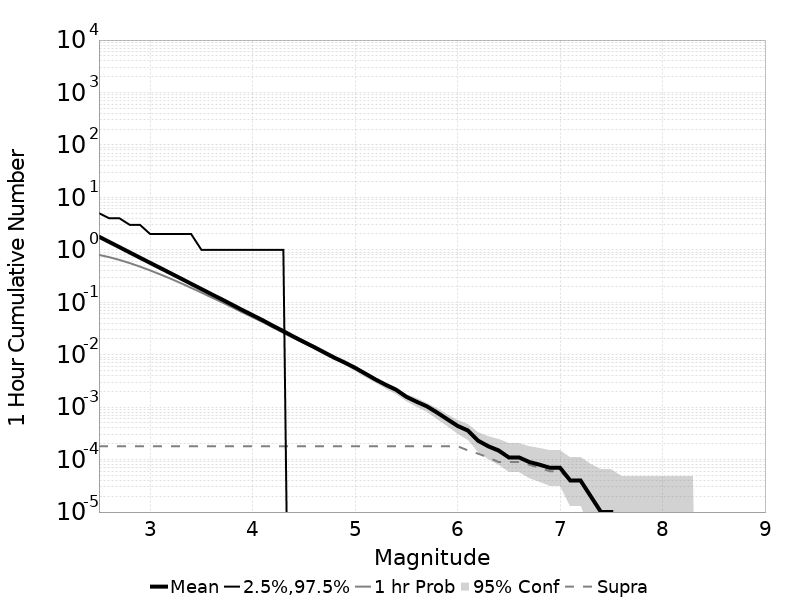 10^4
10^3
10^2
10^1
10^0
10^-1
10^-2
10^-3
10^-4
10^-5
1 Hour Cumulative Number
3 4 5 6 7 8 9
Magnitude
Mean 2.5%,97.5% 1 hr Prob 95% Conf Supra